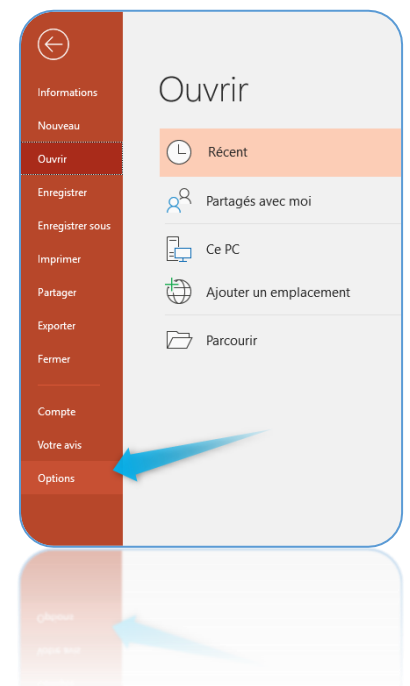 Ouvrir
Informations
Nouveau
Ouvrir
Enregistrer
Enregistrer sous
Imprimer
Partager
Exporter
Fermer
Compte
Votre avis
Options
Récent
Partagés avec moi
Ce PC
Ajouter un emplacement
Parcourir